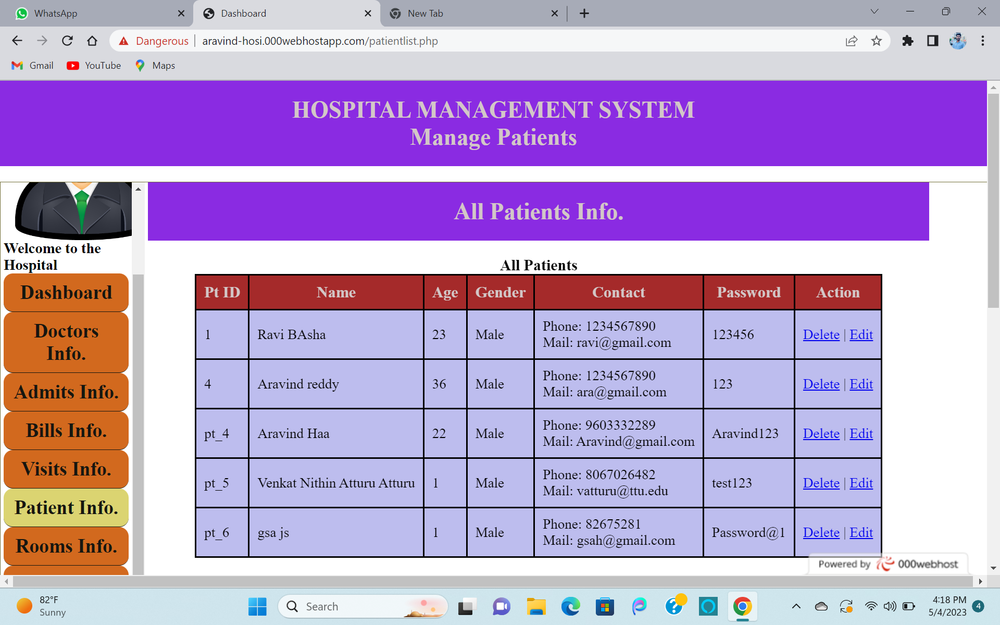 WhatsApp
Dashboard
New Tab
Dangerous
aravind-hosi.000webhostapp.com/patientlist.php
Gmail
YouTube
Maps
HOSPITAL MANAGEMENT SYSTEM
Manage Patients
Welcome to the
Hospital
Dashboard
Doctors
Info.
Admits Info.
Bills Info.
Visits Info.
Patient Info.
Rooms Info.
All Patients Info.
All Patients
Pt ID Name Age Gender Contact Password Action
1 Ravi BAsha 23 Male Phone: 1234567890 123456 Delete | Edit
Mail: ravi@gmail.com
4 Aravind reddy 36 Male Phone: 1234567890 123 Delete | Edit
Mail: ara@gmail.com
pt_4 Aravind Haa 22 Male Phone: 9603332289 Aravind123 Delete | Edit
Mail: Aravind@gmail.com
pt_5 Venkat Nithin Atturu Atturu 1 Male Phone: 8067026482 test123 Delete | Edit
Mail: vatturu@ttu.edu
pt_6 gsa js 1 Male Phone: 82675281 Password@1 Delete | Edit
Mail: gsah@gmail.com
Powered by 000webhost
82°F
Sunny
Search
4:18 PM
5/4/2023
4